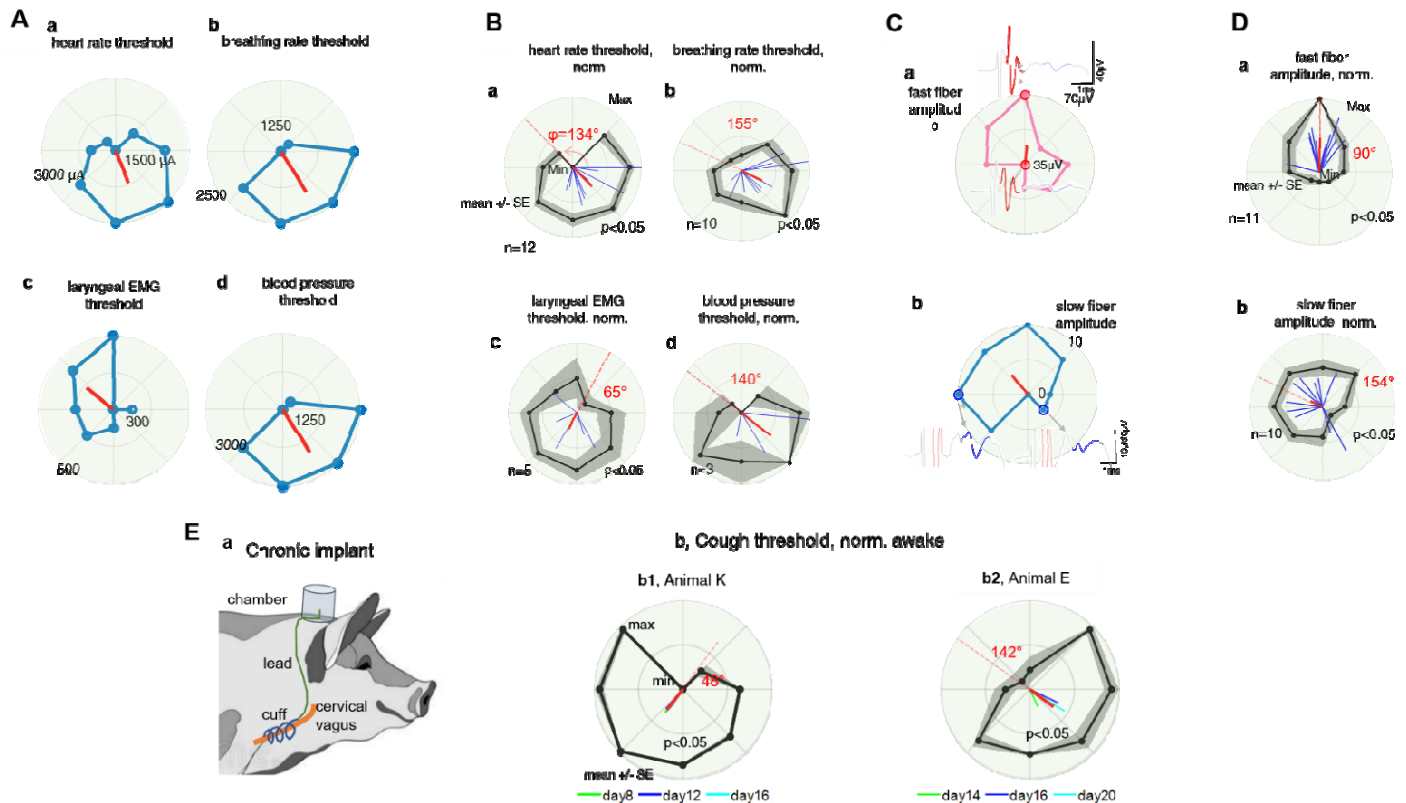 A
a
heart rate threshold
3000 µA
1500 µA
b
breathing rate threshold
1250
2500
c
laryngeal EMG
threshold
300
500
d
blood pressure
threshold
1250
3000
B
heart rate threshold,
norm
a
Max
φ=134°
Min
mean +/- SE
p<0.05
n=12
breathing rate threshold,
norm.
b
155°
n=10
p<0.05
laryngeal EMG
threshold. norm.
c
65°
n=5
p<0.05
blood pressure
threshold, norm.
d
140°
n=3
p<0.05
C
a
fast fiber
amplitud
e
40µV
1ms
70µV
35µV
b
slow fiber
amplitude
10
0
1ms
D
a
fast fiber
amplitude, norm.
Max
90°
Min
mean +/- SE
n=11
p<0.05
b
slow fiber
amplitude norm.
154°
n=10
p<0.05
E
a
Chronic implant
chamber
lead
cuff
cervical
vagus
b, Cough threshold, norm. awake
b1, Animal K
max
min
48°
p<0.05
mean +/- SE
day8 day12 day16
b2, Animal E
142°
p<0.05
day14 day16 day20